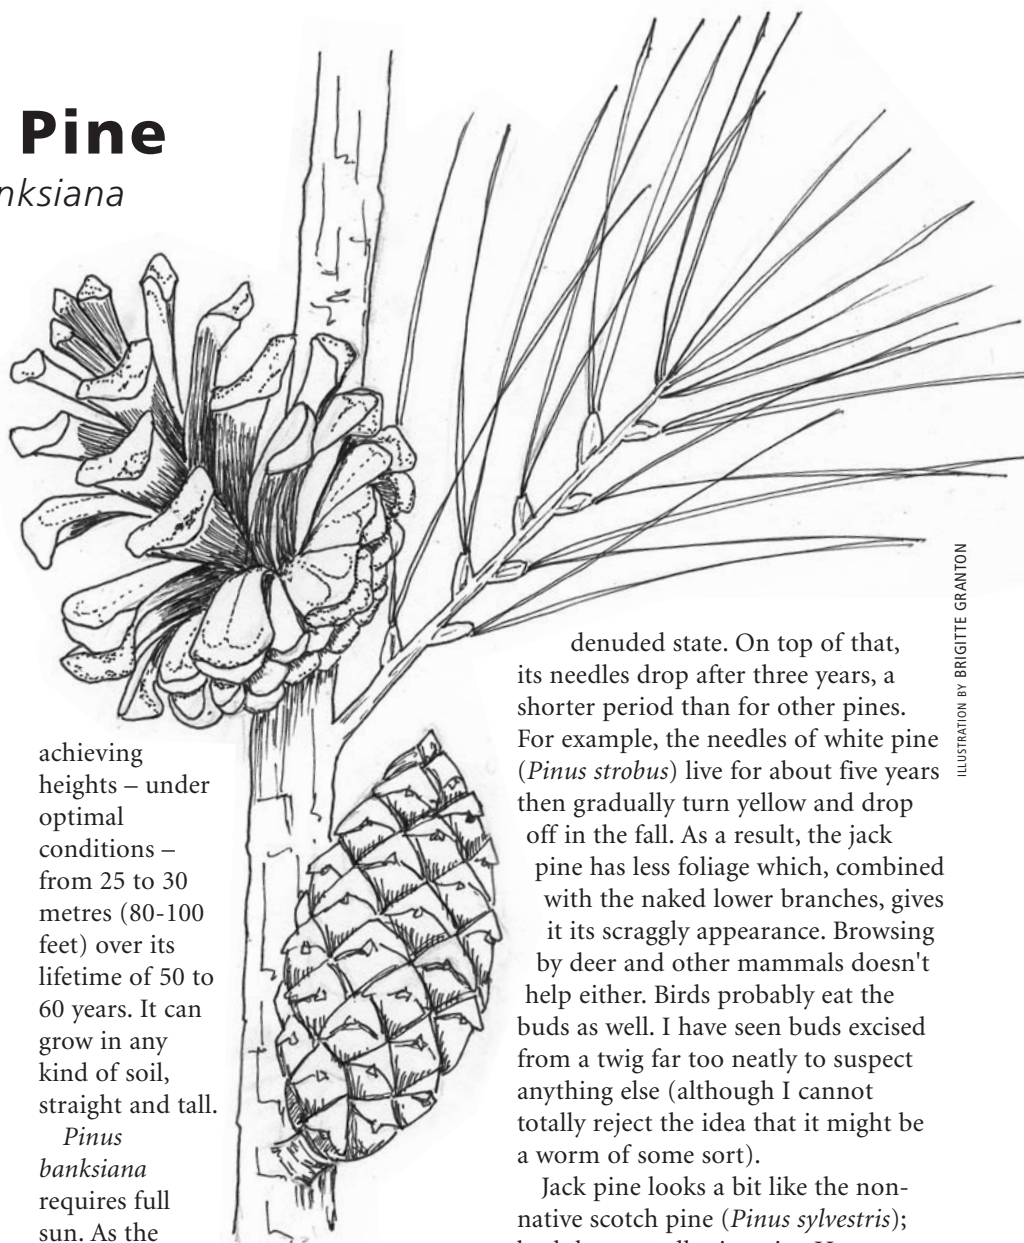 Pine
nksiana
achieving
heights – under
optimal
conditions –
from 25 to 30
metres (80-100
feet) over its
lifetime of 50 to
60 years. It can
grow in any
kind of soil,
straight and tall.
Pinus
banksiana
requires full
sun. As the
denuded state. On top of that,
its needles drop after three years, a
shorter period than for other pines.
For example, the needles of white pine
(Pinus strobus) live for about five years
then gradually turn yellow and drop
off in the fall. As a result, the jack
pine has less foliage which, combined
with the naked lower branches, gives
it its scraggly appearance. Browsing
by deer and other mammals doesn't
help either. Birds probably eat the
buds as well. I have seen buds excised
from a twig far too neatly to suspect
anything else (although I cannot
totally reject the idea that it might be
a worm of some sort).
Jack pine looks a bit like the non-
native scotch pine (Pinus sylvestris);
ILLUSTRATION BY BRIGITTE GRANTON